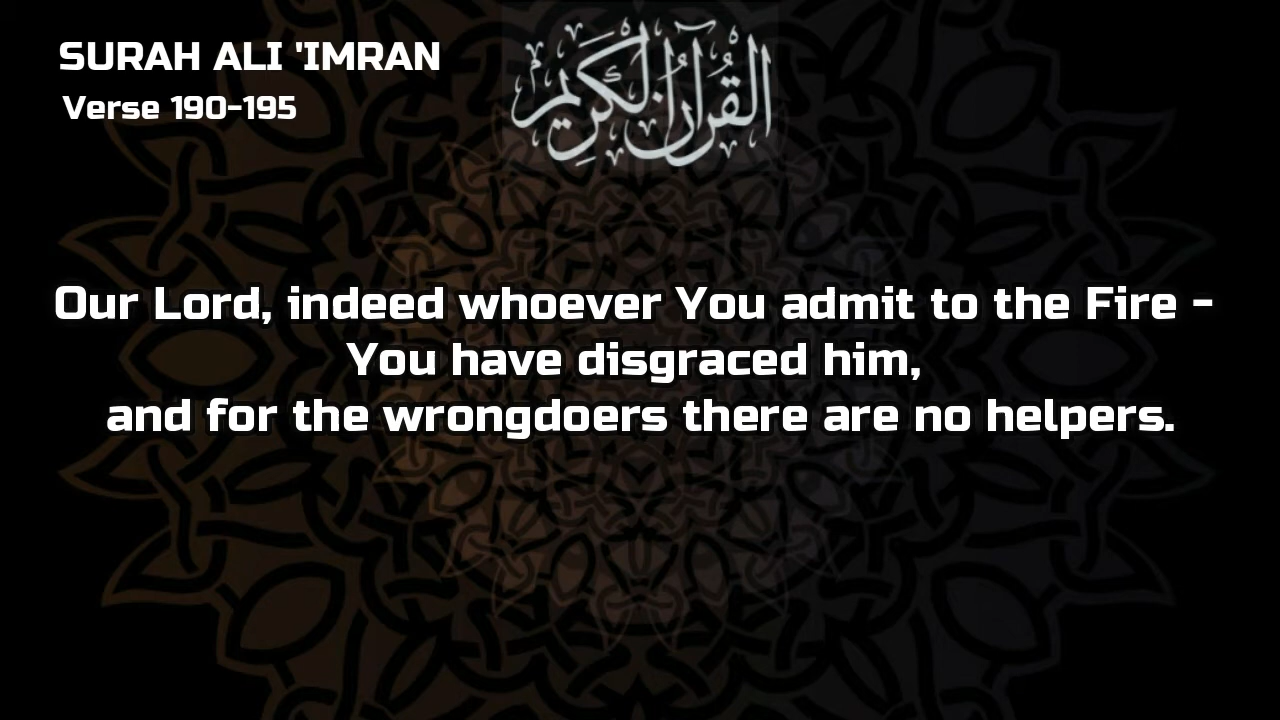 SURAH ALI 'IMRAN
Verse 190-195
القرآن الكريم
Our Lord, indeed whoever You admit to the Fire -
You have disgraced him,
and for the wrongdoers there are no helpers.